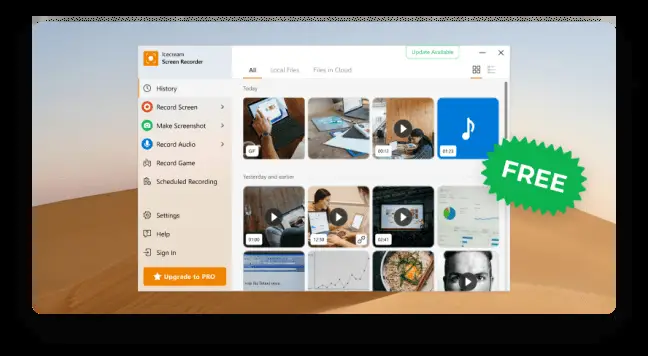 Icecream
Screen Recorder
Update Available
All
Local Files
Files in Cloud
History
Record Screen
Make Screenshot
Record Audio
Record Game
Scheduled Recording
Settings
Help
Sign In
Upgrade to PRO
Today
GIF
00:13
01:23
FREE
Yesterday and earlier
01:00
12:38
02:41